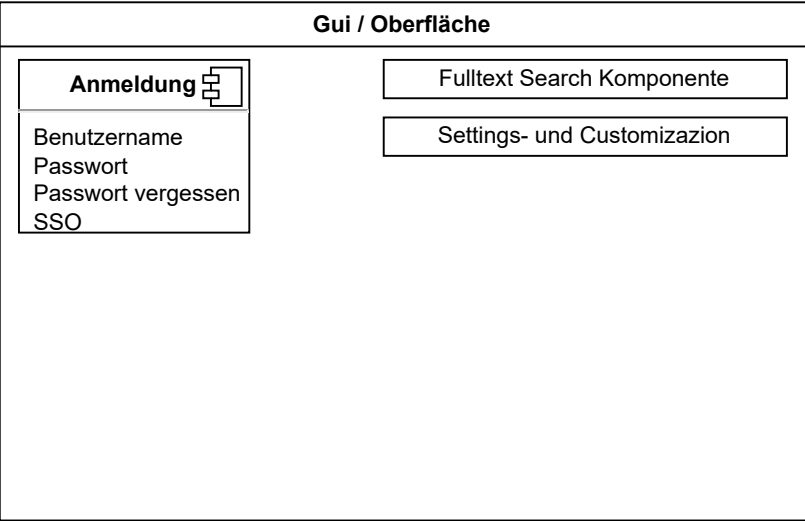 Gui / Oberfläche
Anmeldung
Benutzername
Passwort
Passwort vergessen
SSO
Fulltext Search Komponente
Settings- und Customizazion